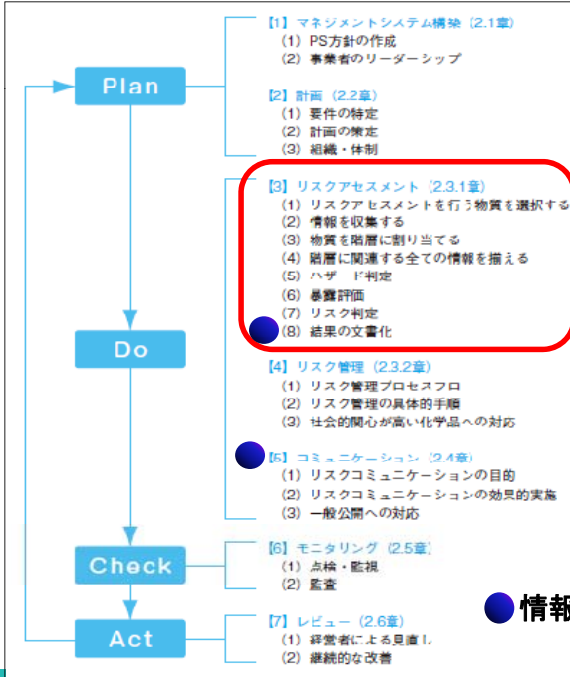 【1】マネジメントシステム構築（2.1章）
（1）PS方針の作成
（2）事業者のリーダーシップ
Plan
【2】計画（2.2章）
（1）要件の特定
（2）計画の策定
（3）組織・体制
【3】リスクアセスメント（2.3.1章）
（1）リスクアセスメントを行う物質を選択する
（2）情報を収集する
（3）物質を階層に割り当てる
（4）階層に関連する全ての情報を揃える
（5）ハザード判定
（6）暴露評価
（7）リスク判定
（8）結果の文書化
Do
【4】リスク管理（2.3.2章）
（1）リスク管理プロセスフロ
（2）リスク管理の具体的手順
（3）社会的関心が高い化学品への対応
【5】コミュニケーション（2.4章）
（1）リスクコミュニケーションの目的
（2）リスクコミュニケーションの効果的実施
（3）一般公開への対応
【6】モニタリング（2.5章）
Check
（1）点検・監視
（2）監査
情報
【7】レビュー（2.6章）
Act
（1）経営者による見直し
（2）継続的な改善